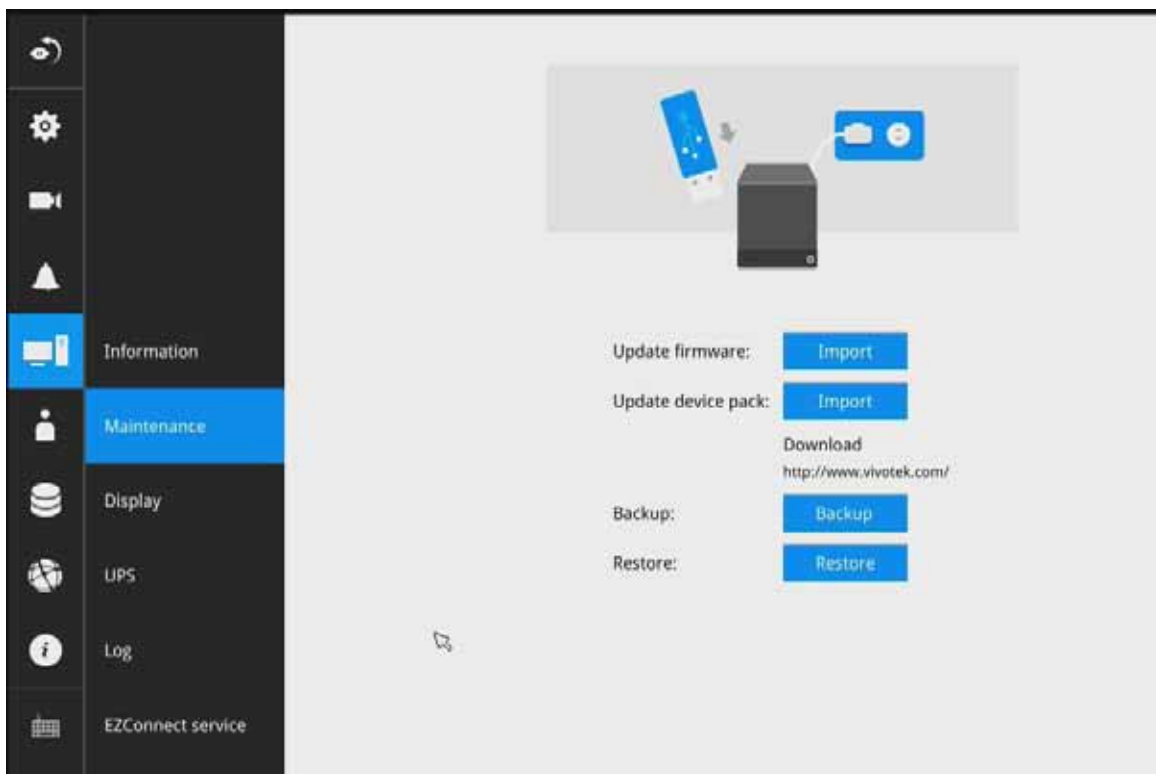 Information
Maintenance
Display
UPS
Log
EZConnect service
Update firmware: Import
Update device pack: Import
Download
http://www.vivotek.com/
Backup: Backup
Restore: Restore